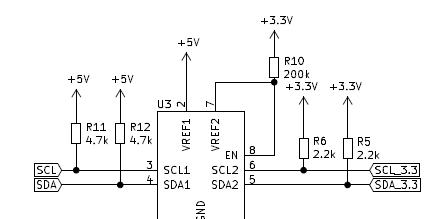 +3.3V
+5V
R10
200k
+5V
+5V
+3.3V
+3.3V
U3
2
7
VREF1
VREF2
R11
4.7k
R12
4.7k
R6
2.2k
R5
2.2k
EN
8
SCL
3
SCL1
SCL2
6
SCL_3.3
SDA
4
SDA1
SDA2
5
SDA_3.3
GND